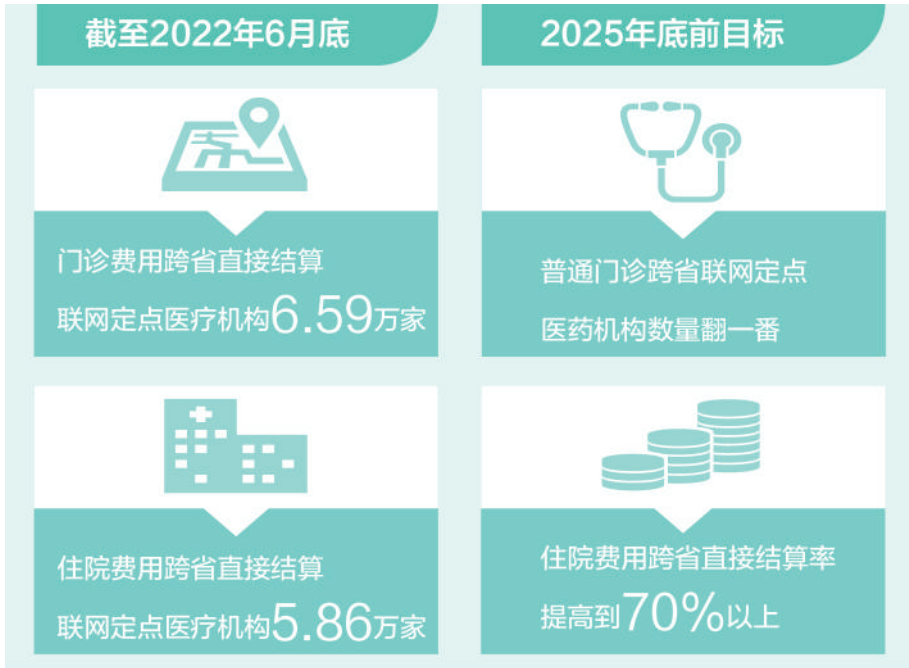 截至2022年6月底
门诊费用跨省直接结算
联网定点医疗机构6.59万家
住院费用跨省直接结算
联网定点医疗机构5.86万家
2025年底前目标
普通门诊跨省联网定点
医药机构数量翻一番
住院费用跨省直接结算率
提高到70%以上